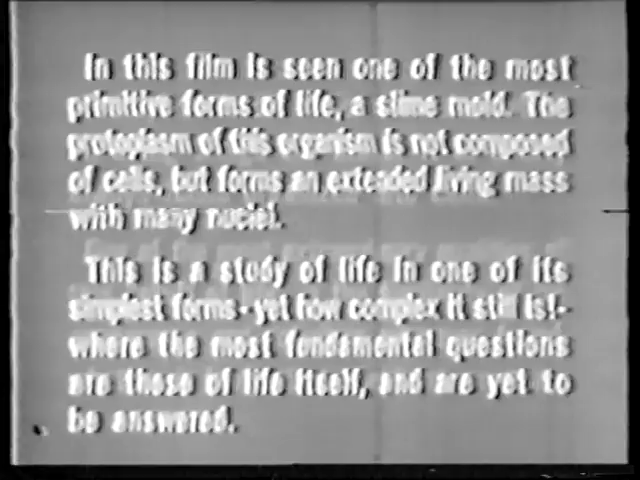 In this film is seen one of the most
primitive forms of life, a slime mold. The
protoplasm of this organism is not composed
of cells, but forms an extended living mass
with many nuclei.
This is a study of life in one of its
simplest forms-yet how complex it still is!-
where the most fundamental questions
are those of life itself, and are yet to
be answered.